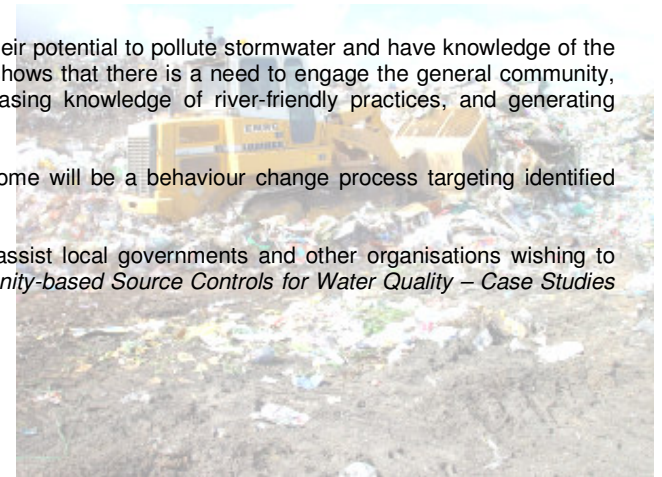 eir potential to pollute stormwater and have knowledge of the
hows that there is a need to engage the general community,
asing knowledge of river-friendly practices, and generating
EMRC
ome will be a behaviour change process targeting identified
assist local governments and other organisations wishing to
nity-based Source Controls for Water Quality – Case Studies